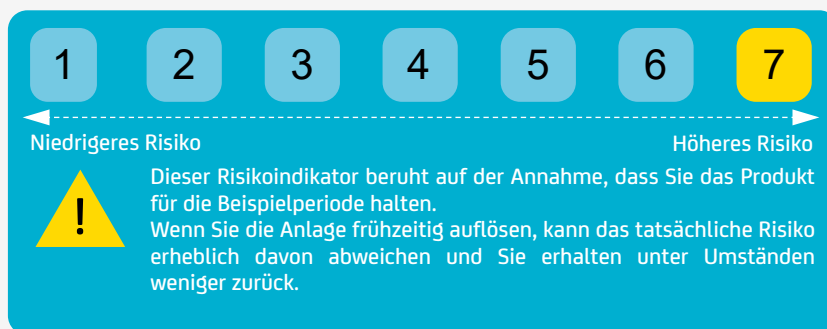 1 2 3 4 5 6 7
Niedrigeres Risiko Höheres Risiko
!
Dieser Risikoindikator beruht auf der Annahme, dass Sie das Produkt
für die Beispielperiode halten.
Wenn Sie die Anlage frühzeitig auflösen, kann das tatsächliche Risiko
erheblich davon abweichen und Sie erhalten unter Umständen
weniger zurück.